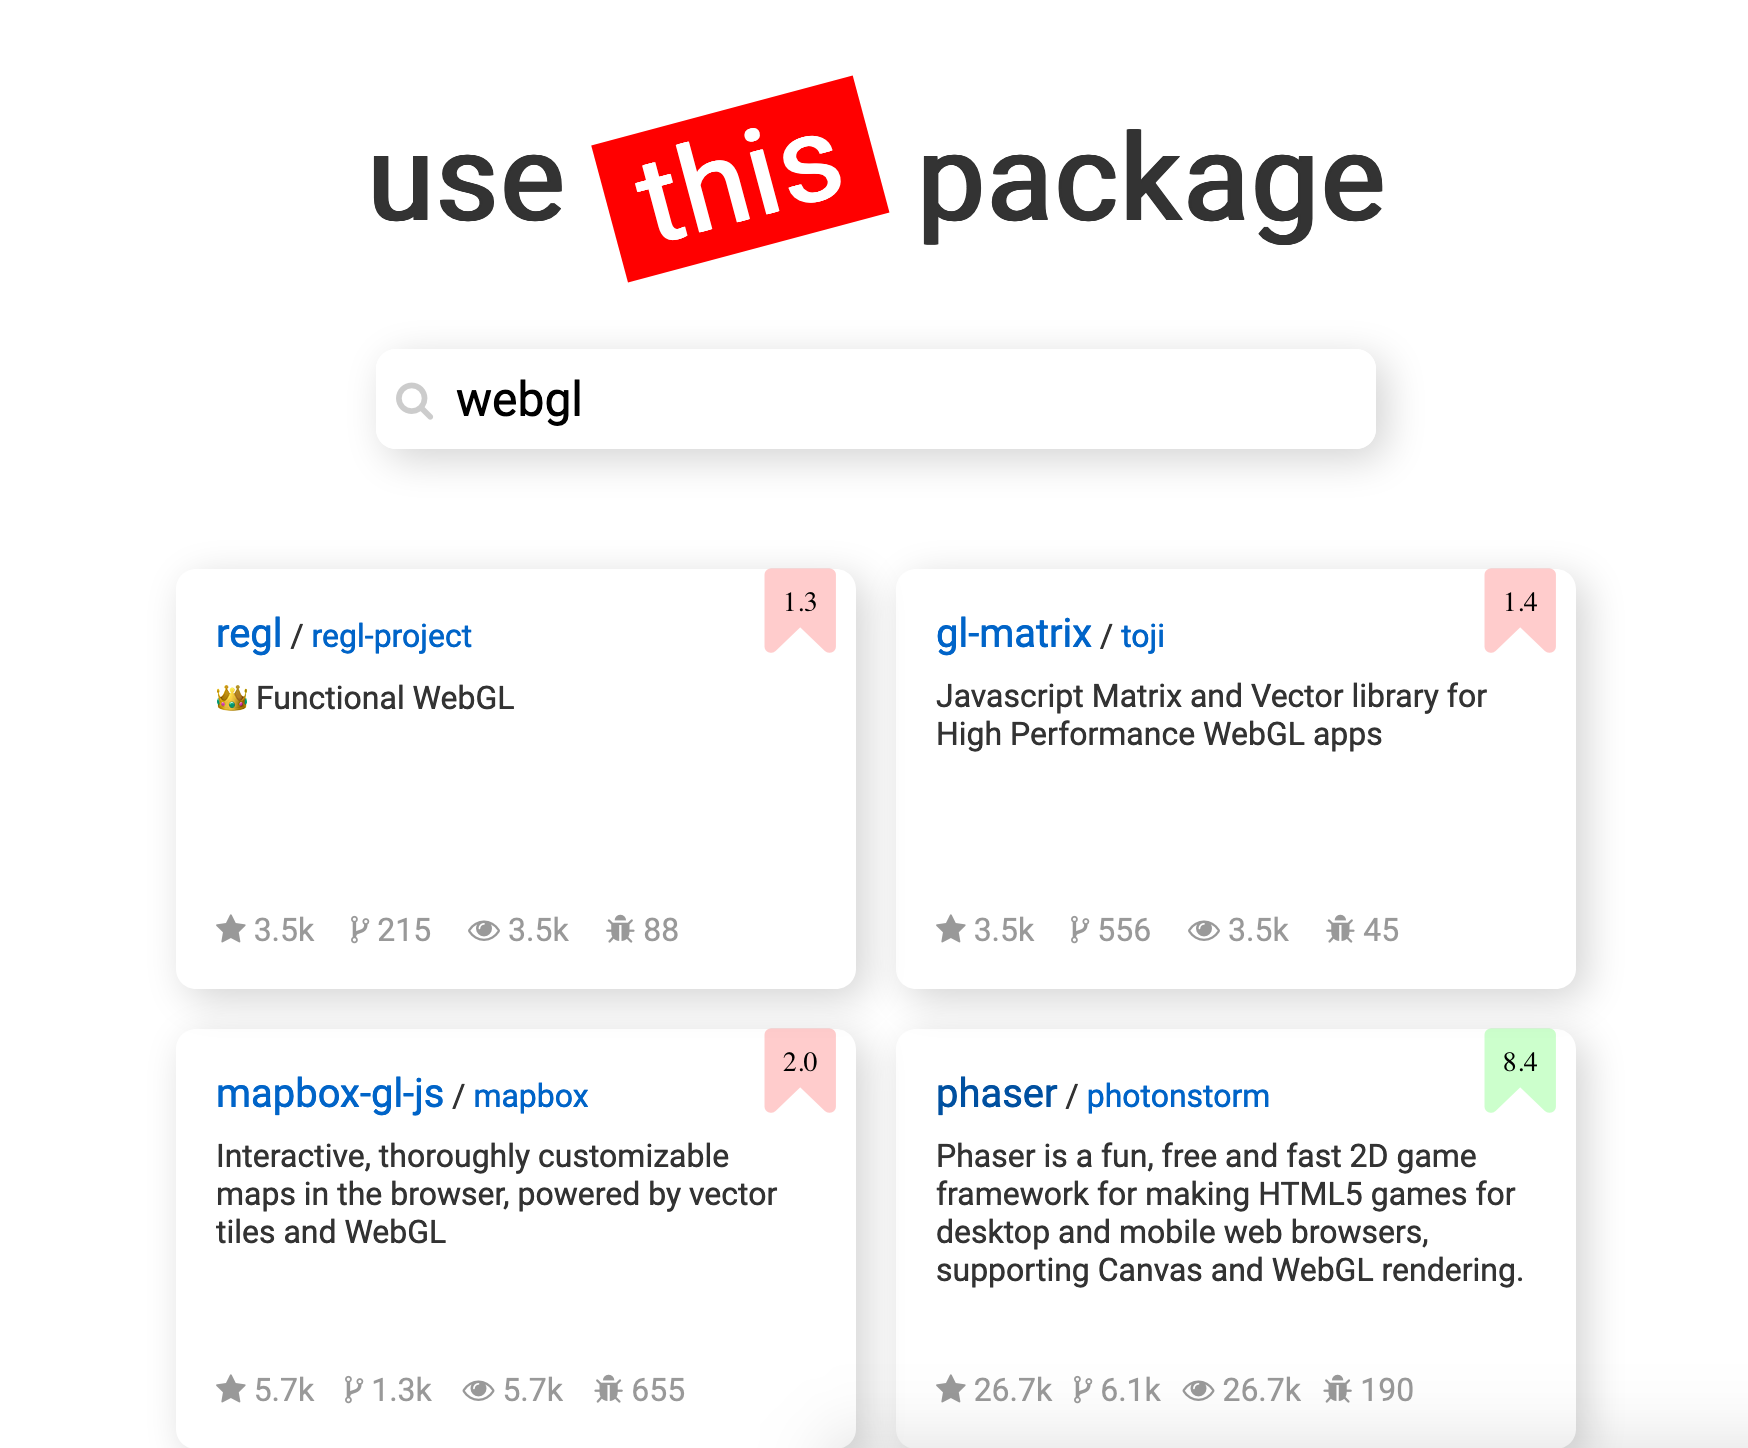 use this package
webgl
1.3
regl / regl-project
👑 Functional WebGL
3.5k 215 3.5k 88
1.4
gl-matrix / toji
Javascript Matrix and Vector library for
High Performance WebGL apps
3.5k 556 3.5k 45
2.0
mapbox-gl-js / mapbox
Interactive, thoroughly customizable
maps in the browser, powered by vector
tiles and WebGL
5.7k 1.3k 5.7k 655
8.4
phaser / photonstorm
Phaser is a fun, free and fast 2D game
framework for making HTML5 games for
desktop and mobile web browsers,
supporting Canvas and WebGL rendering.
26.7k 6.1k 26.7k 190